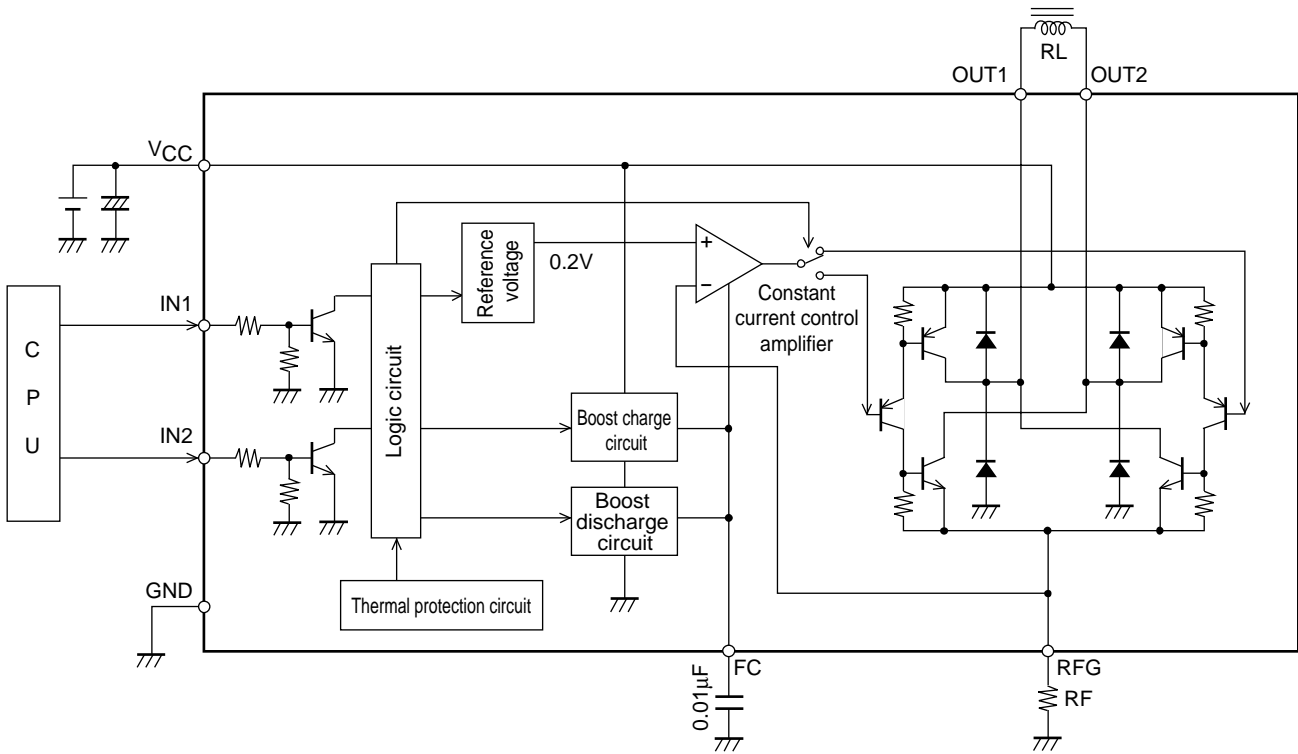 RL
OUT1
OUT2
VCC
Reference
voltage
0.2V
+
−
Constant
current control
amplifier
C
P
U
IN1
IN2
Logic circuit
Boost charge
circuit
Boost
discharge
circuit
Thermal protection circuit
GND
FC
0.01µF
RFG
RF